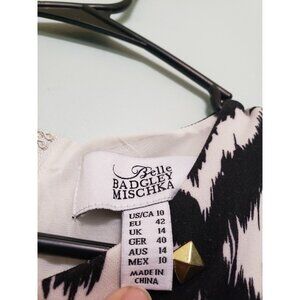 Belle
BADGLEY
MISCHKA
US/CA 10
EU 42
UK 14
GER 40
AUS 14
MEX 10
MADE IN
CHINA